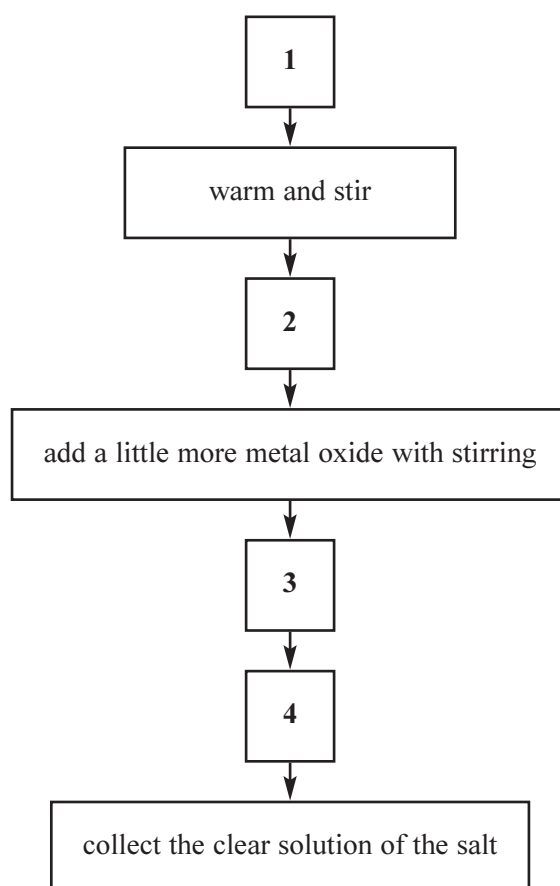 1
warm and stir
2
add a little more metal oxide with stirring
3
4
collect the clear solution of the salt